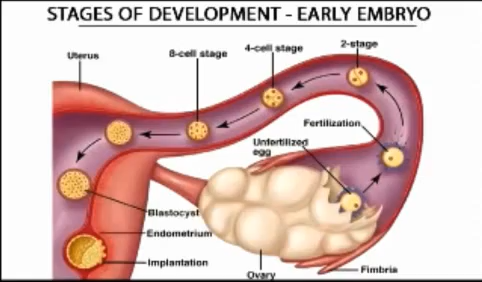 STAGES OF DEVELOPMENT - EARLY EMBRYO
2-stage
4-cell stage
8-cell stage
Uterus
Fertilization
Unfertilized
egg
Blastocyst
Endometrium
Implantation
Ovary
Fimbria